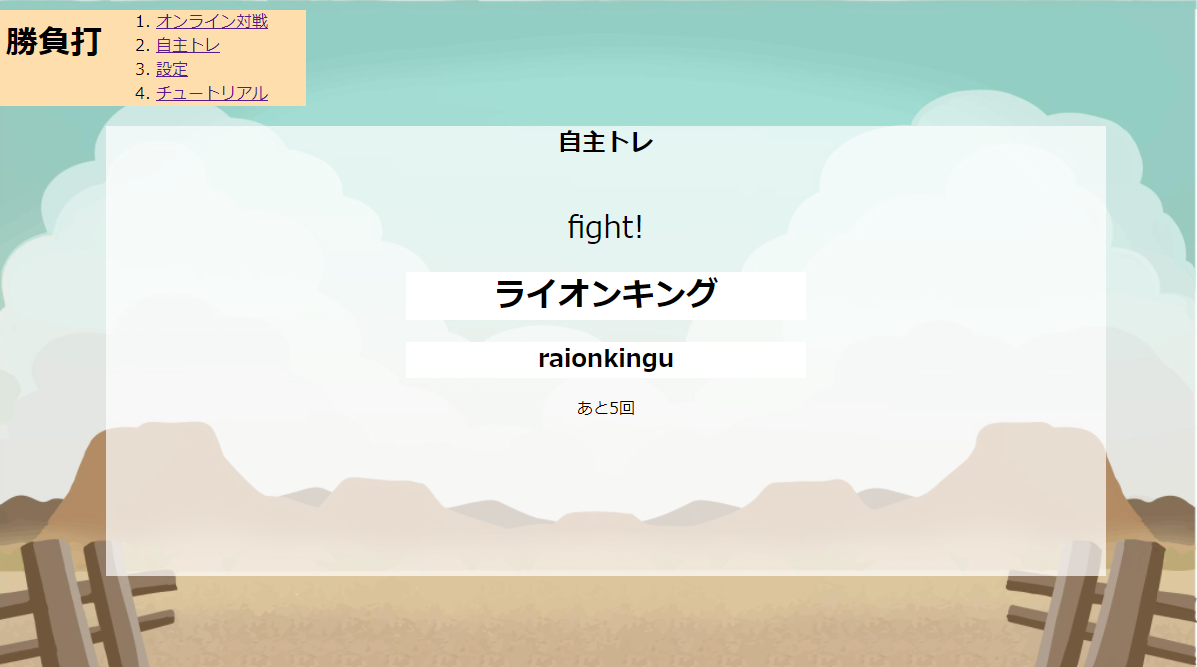 勝負打
1. オンライン対戦
2. 自主トレ
3. 設定
4. チュートリアル
自主トレ
fight!
ライオンキング
raionkingu
あと5回